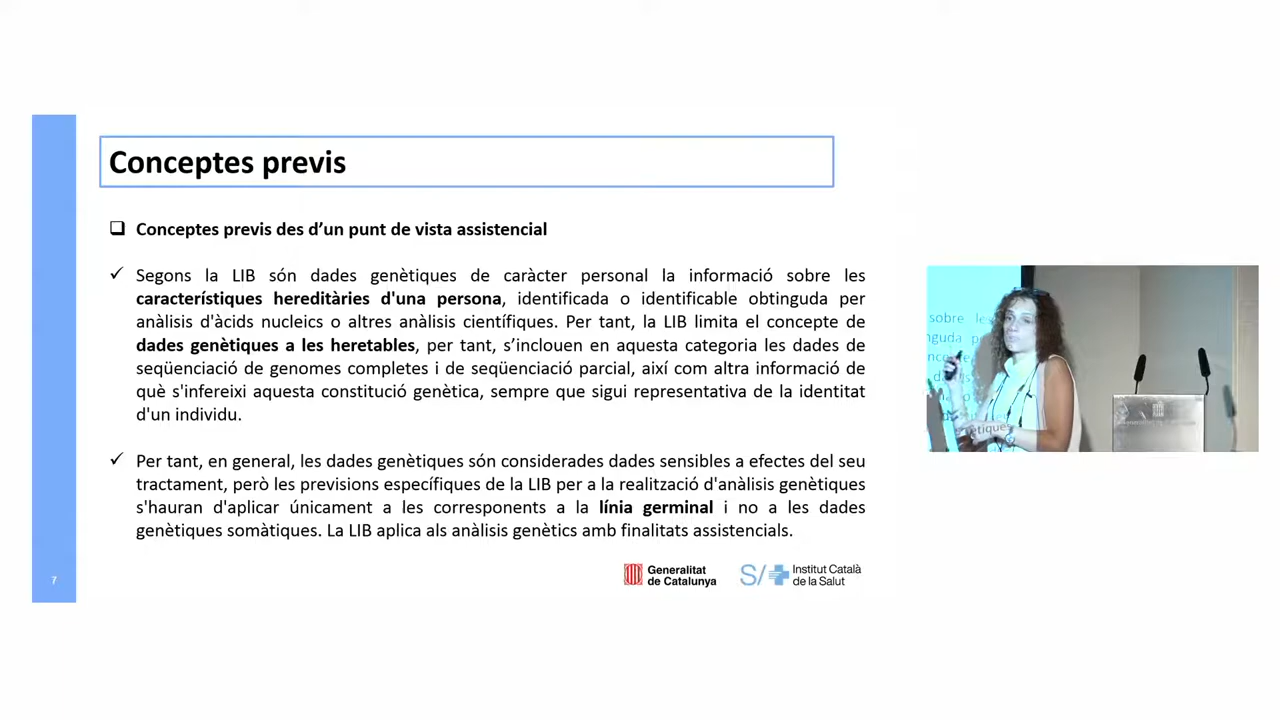 Conceptes previs
❑ Conceptes previs des d’un punt de vista assistencial
✓ Segons la LIB són dades genètiques de caràcter personal la informació sobre les
característiques hereditàries d'una persona, identificada o identificable obtinguda per
anàlisis d'àcids nucleics o altres anàlisis científiques. Per tant, la LIB limita el concepte de
dades genètiques a les heretables, per tant, s’inclouen en aquesta categoria les dades de
seqüenciació de genomes completes i de seqüenciació parcial, així com altra informació de
què s'infereixi aquesta constitució genètica, sempre que sigui representativa de la identitat
d'un individu.
✓ Per tant, en general, les dades genètiques són considerades dades sensibles a efectes del seu
tractament, però les previsions específiques de la LIB per a la realització d'anàlisis genètiques
s'hauran d'aplicar únicament a les corresponents a la línia germinal i no a les dades
genètiques somàtiques. La LIB aplica als anàlisis genètics amb finalitats assistencials.
7
Generalitat
de Catalunya
S/
Institut Català
de la Salut
sobre les